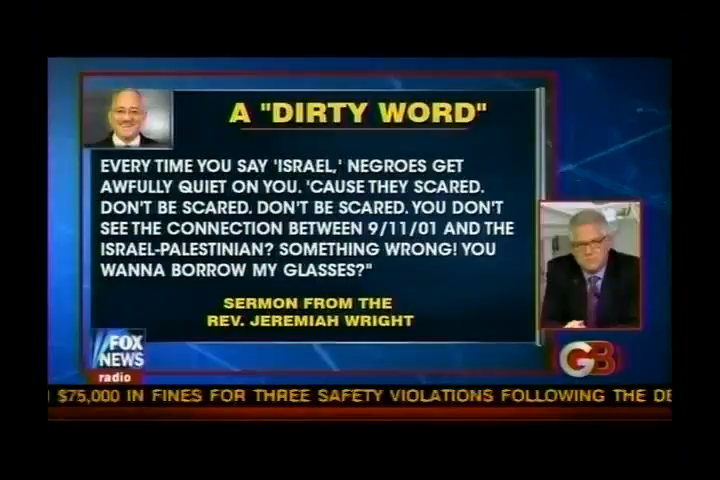 A "DIRTY WORD"
EVERY TIME YOU SAY 'ISRAEL,' NEGROES GET
AWFULLY QUIET ON YOU. 'CAUSE THEY SCARED.
DON'T BE SCARED. DON'T BE SCARED. YOU DON'T
SEE THE CONNECTION BETWEEN 9/11/01 AND THE
ISRAEL-PALESTINIAN? SOMETHING WRONG! YOU
WANNA BORROW MY GLASSES?"
SERMON FROM THE
REV. JEREMIAH WRIGHT
FOX
NEWS
radio
GB
$75,000 IN FINES FOR THREE SAFETY VIOLATIONS FOLLOWING THE DE